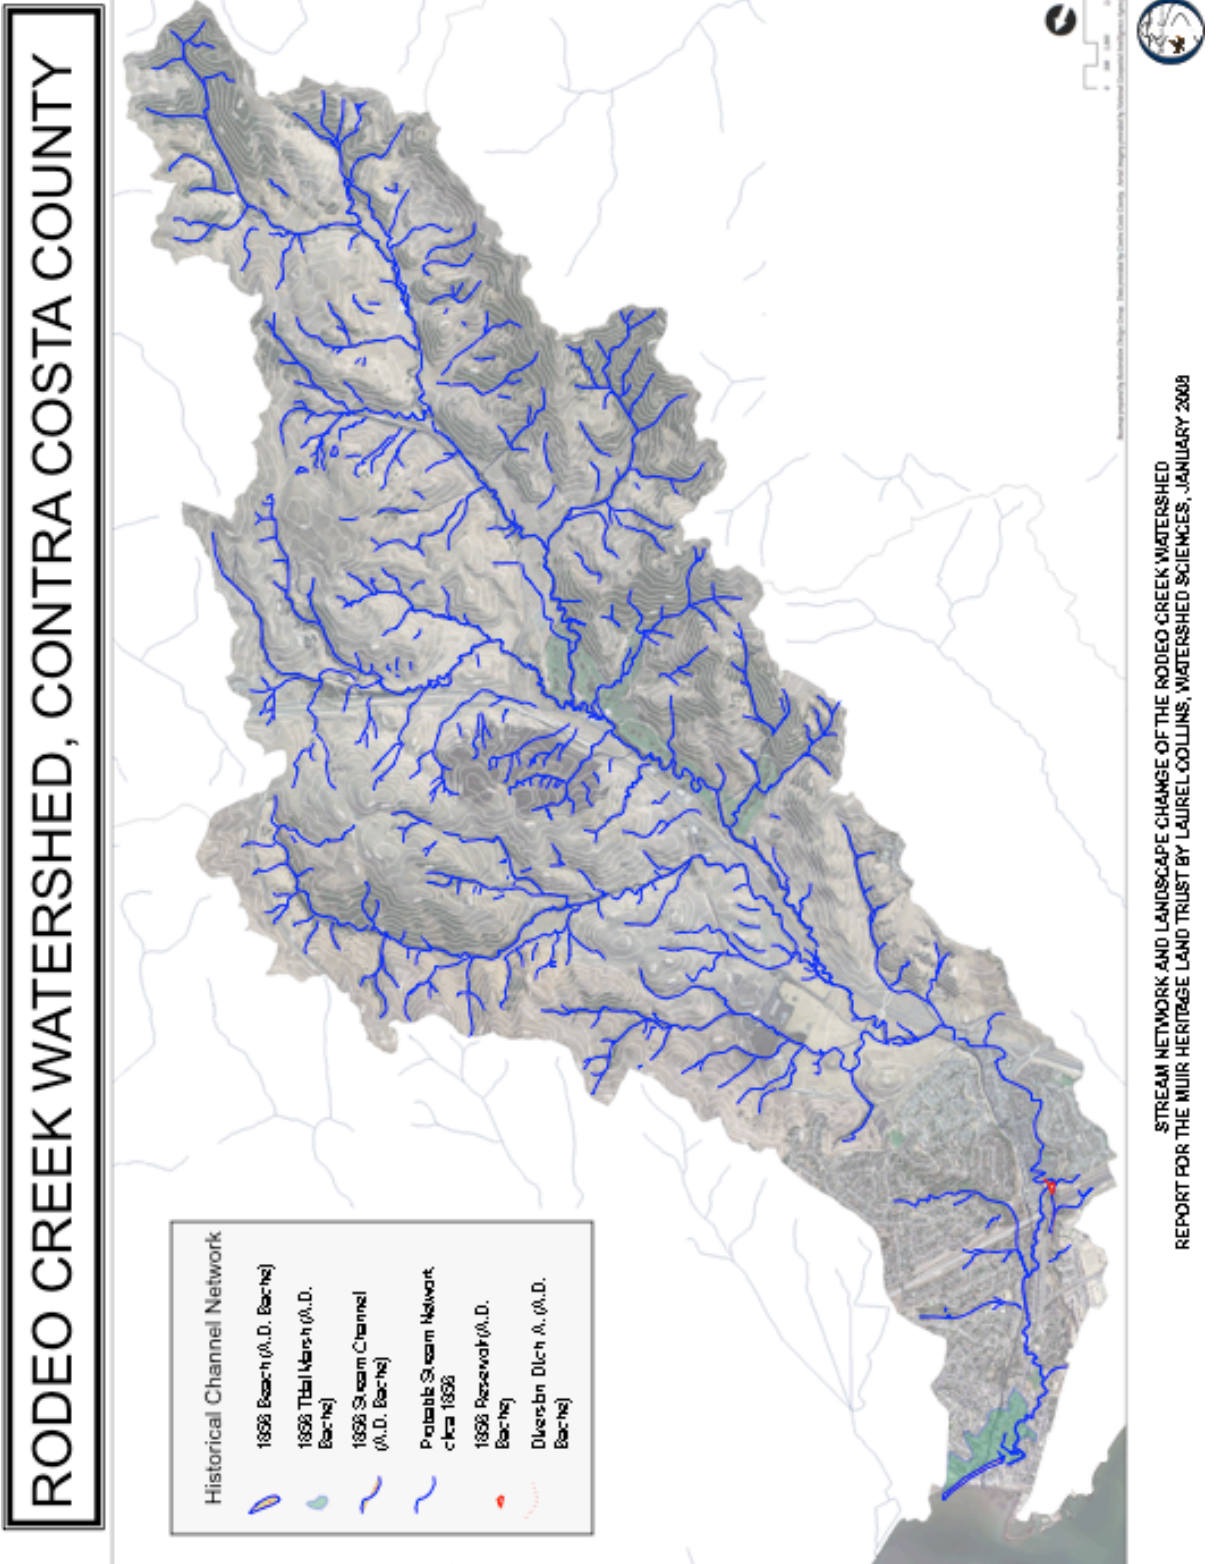 RODEO CREEK WATERSHED, CONTRA COSTA COUNTY
Historical Channel Network
1856 Beach (A.D. Bache)
1856 Tidal Marsh (A.D.
Bache)
1856 Stream Channel
(A.D. Bache)
Probable Stream Network,
circa 1856
1856 Reservoir (A.D.
Bache)
Diversion Ditch A. (A.D.
Bache)
STREAM NETWORK AND LANDSCAPE CHANGE OF THE RODEO CREEK WATERSHED
REPORT FOR THE MUIR HERITAGE LAND TRUST BY LAUREL COLLINS, WATERSHED SCIENCES, JANUARY 2008